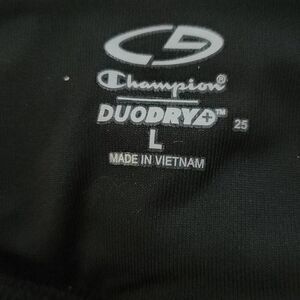 Champion®
DUODRY+™ 25
L
MADE IN VIETNAM